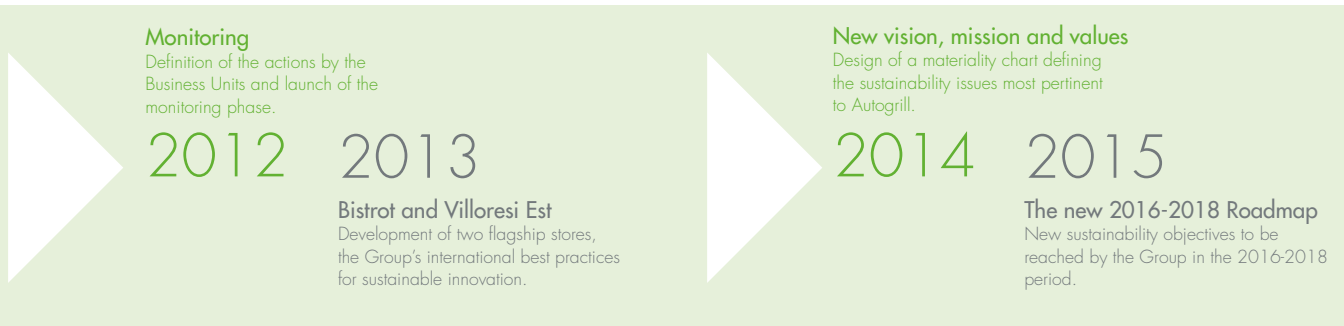 Monitoring
Definition of the actions by the
Business Units and launch of the
monitoring phase.
2012
2013
Bistrot and Villoresi Est
Development of two flagship stores,
the Group's international best practices
for sustainable innovation.
New vision, mission and values
Design of a materiality chart defining
the sustainability issues most pertinent
to Autogrill.
2014
2015
The new 2016-2018 Roadmap
New sustainability objectives to be
reached by the Group in the 2016-2018
period.